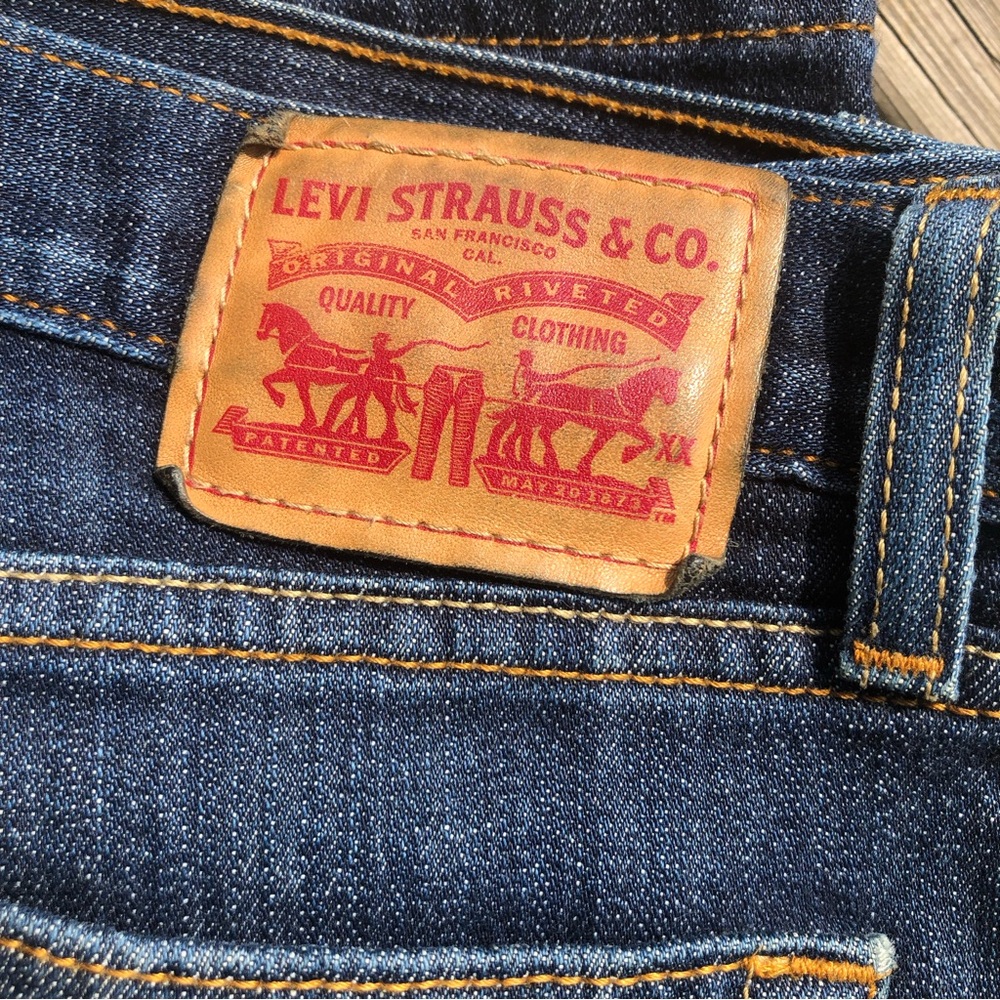 LEVI STRAUSS & CO.
SAN FRANCISCO
CAL.
ORIGINAL RIVETED
QUALITY CLOTHING
XX
PATENTED MAY 20 1873
TM